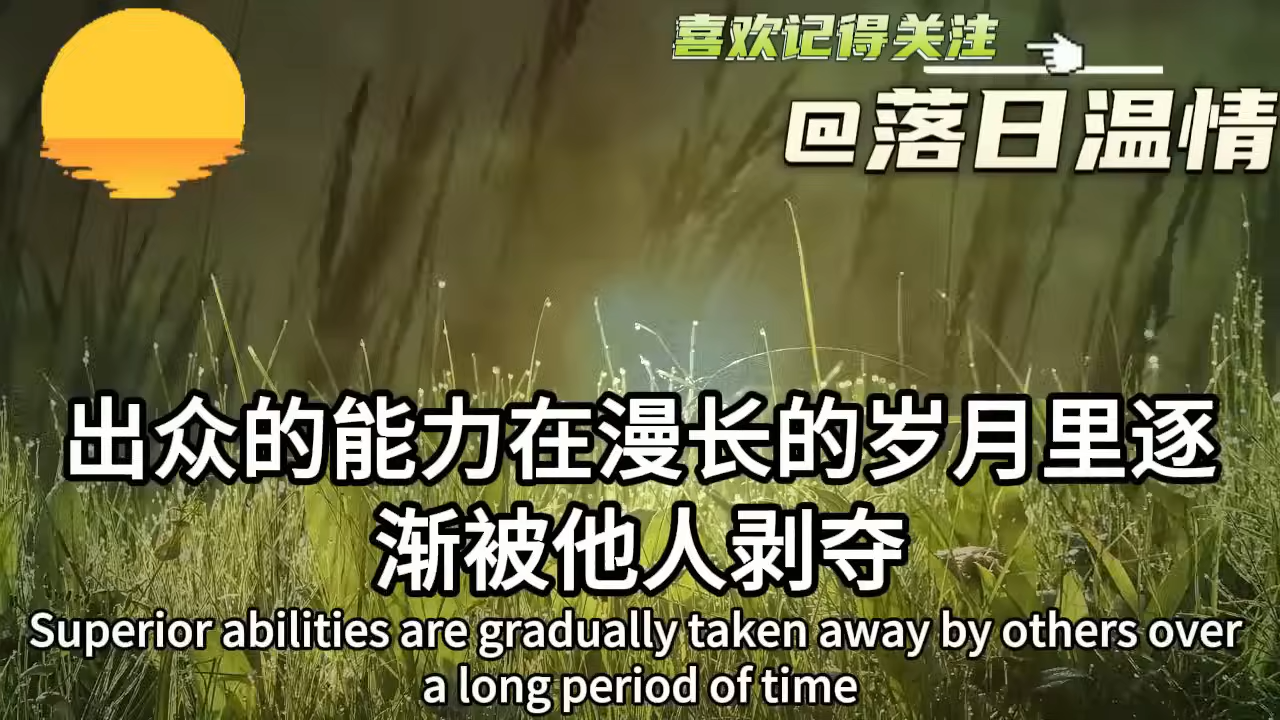 喜欢记得关注
@落日温情
出众的能力在漫长的岁月里逐
渐被他人剥夺
Superior abilities are gradually taken away by others over
a long period of time